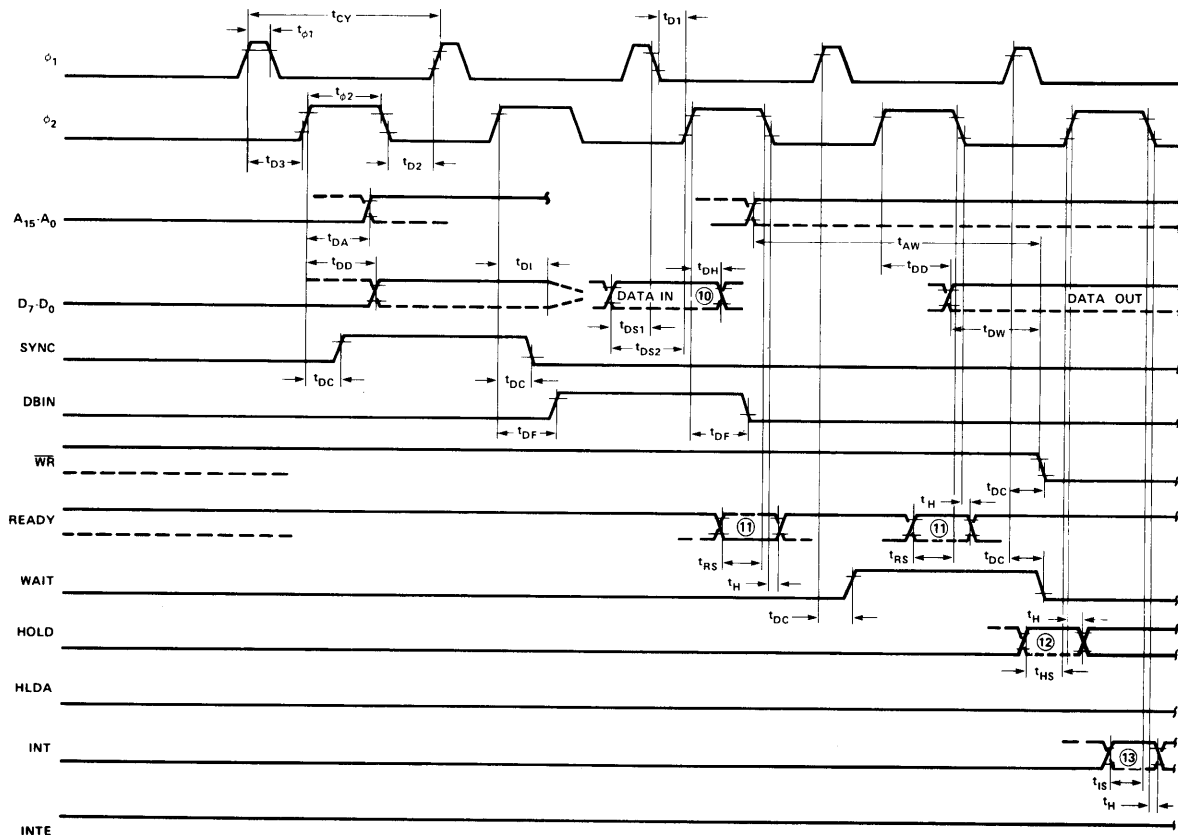 tCY
tφ1
tD1
φ1
tφ2
φ2
tD3
tD2
A15-A0
tDA
tAW
tDD
tDI
tDH
tDD
D7-D0
DATA IN
⑩
DATA OUT
tDS1
tDS2
tDW
SYNC
tDC
tDC
DBIN
tDF
tDF
WR
tDC
tH
READY
⑪
⑪
tRS
tH
tRS
tDC
WAIT
tDC
tH
HOLD
⑫
tHS
HLDA
INT
⑬
tIS
tH
INTE